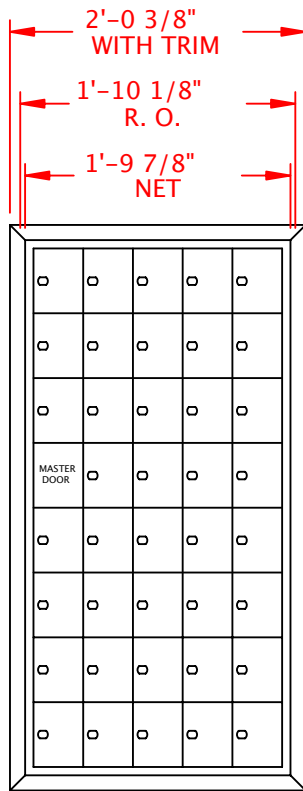 2'-0 3/8"
WITH TRIM
1'-10 1/8"
R. O.
1'-9 7/8"
NET
MASTER
DOOR